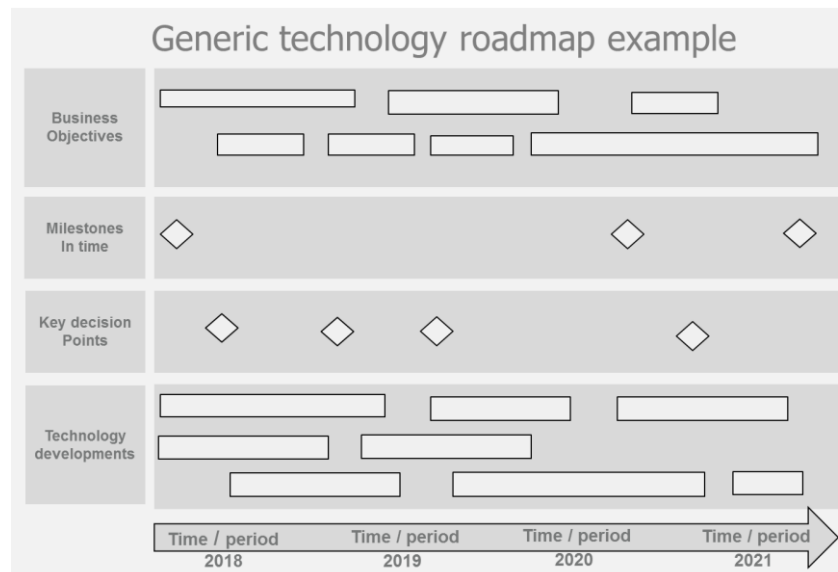 Generic technology roadmap example
Business
Objectives
Milestones
In time
Key decision
Points
Technology
developments
Time / period
2018
Time / period
2019
Time / period
2020
Time / period
2021